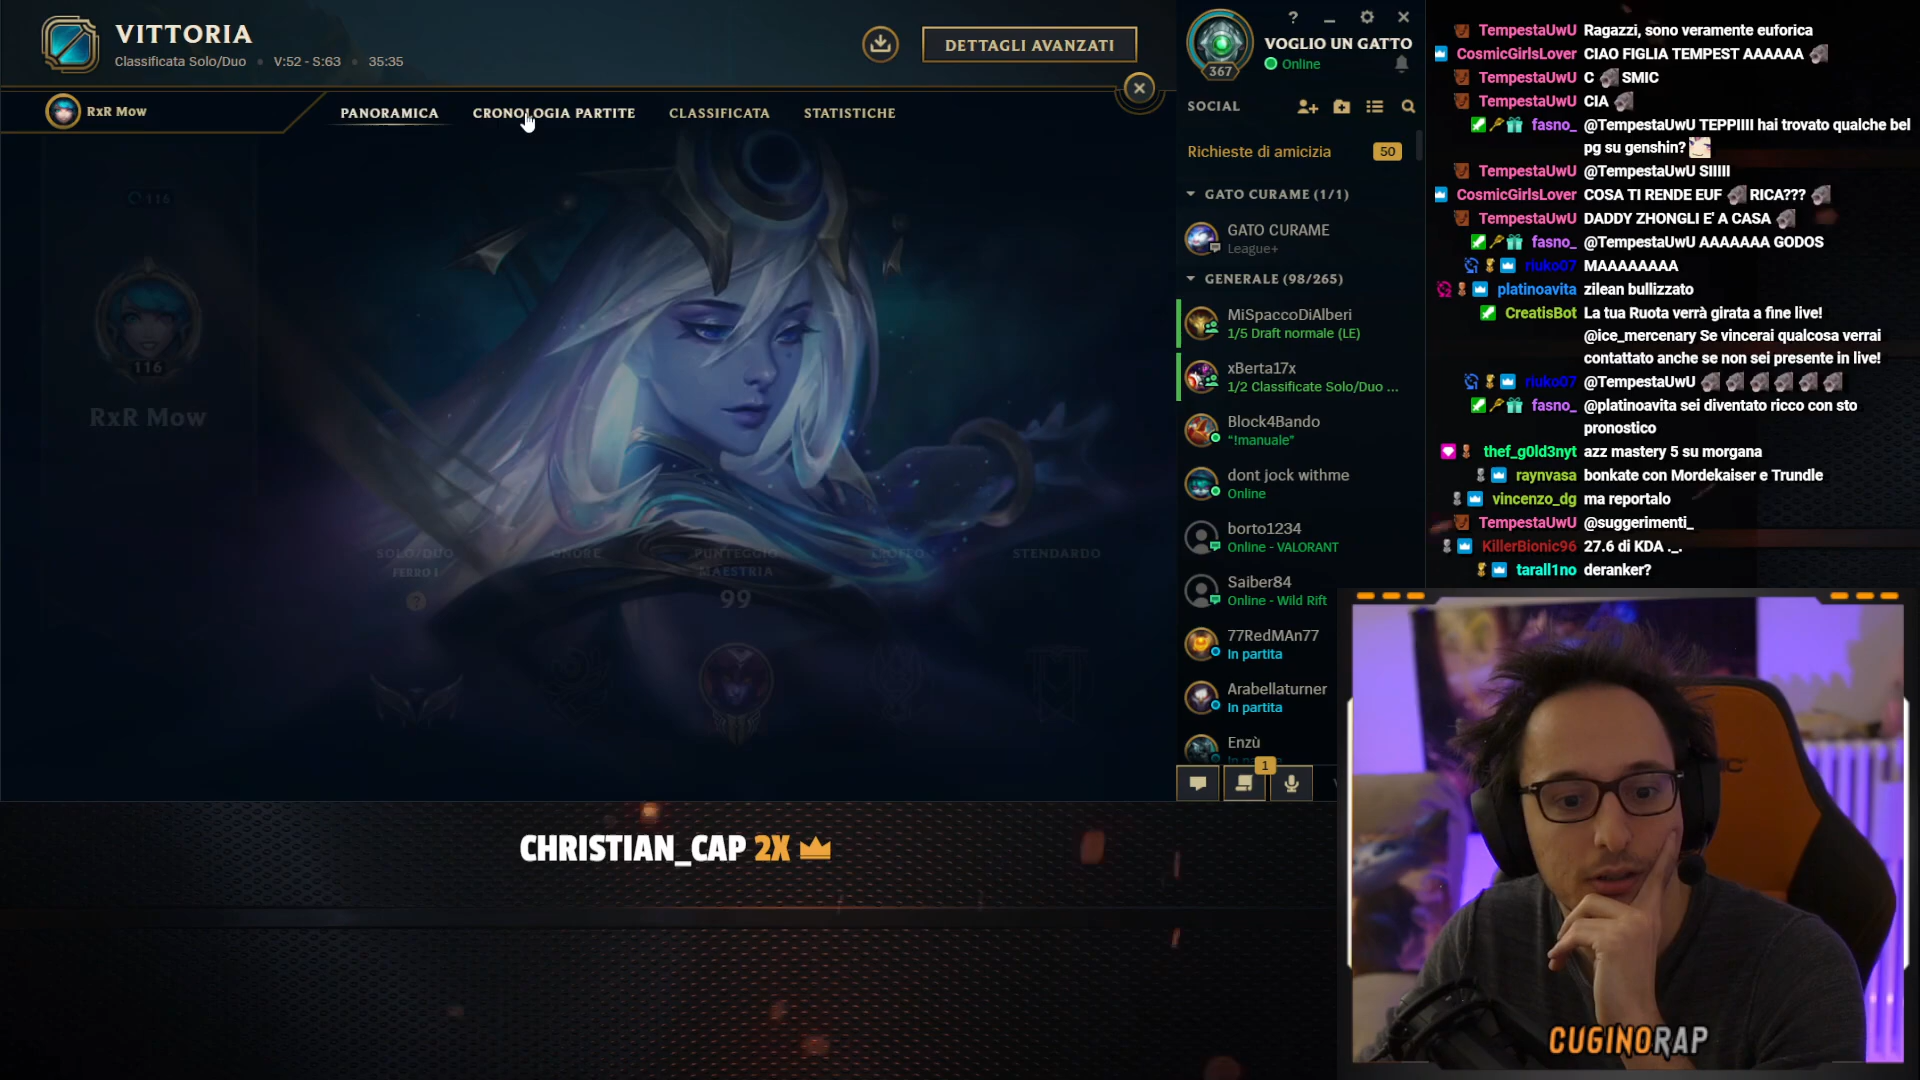 VITTORIA
Classificata Solo/Duo • V:52 - S:63 • 35:35
DETTAGLI AVANZATI
RxR Mow
PANORAMICA
CRONOLOGIA PARTITE
CLASSIFICATA
STATISTICHE
116
116
RxR Mow
SOLO/DUO
FERRO I
?
ONORE
PUNTEGGIO
MAESTRIA
99
TROFEO
STENDARDO
?
VOGLIO UN GATTO
367
Online
SOCIAL
Richieste di amicizia 50
GATO CURAME (1/1)
GATO CURAME
League+
GENERALE (98/265)
MiSpaccoDiAlberi
1/5 Draft normale (LE)
xBerta17x
1/2 Classificate Solo/Duo ...
Block4Bando
"!manuale"
dont jock withme
Online
borto1234
Online - VALORANT
Saiber84
Online - Wild Rift
77RedMAn77
In partita
Arabellaturner
In partita
Enzù
1
TempestaUwU Ragazzi, sono veramente euforica
CosmicGirlsLover CIAO FIGLIA TEMPEST AAAAAA
TempestaUwU C SMIC
TempestaUwU CIA
fasno_ @TempestaUwU TEPPIIII hai trovato qualche bel
pg su genshin?
TempestaUwU @TempestaUwU SIIIII
CosmicGirlsLover COSA TI RENDE EUF RICA???
TempestaUwU DADDY ZHONGLI E' A CASA
fasno_ @TempestaUwU AAAAAAA GODOS
riuko07 MAAAAAAAA
platinoavita zilean bullizzato
CreatisBot La tua Ruota verrà girata a fine live!
@ice_mercenary Se vincerai qualcosa verrai
contattato anche se non sei presente in live!
riuko07 @TempestaUwU
fasno_ @platinoavita sei diventato ricco con sto
pronostico
thef_g0ld3nyt azz mastery 5 su morgana
raynvasa bonkate con Mordekaiser e Trundle
vincenzo_dg ma reportalo
TempestaUwU @suggerimenti_
KillerBionic96 27.6 di KDA ._.
tarall1no deranker?
CHRISTIAN_CAP 2X
CUGINORAP